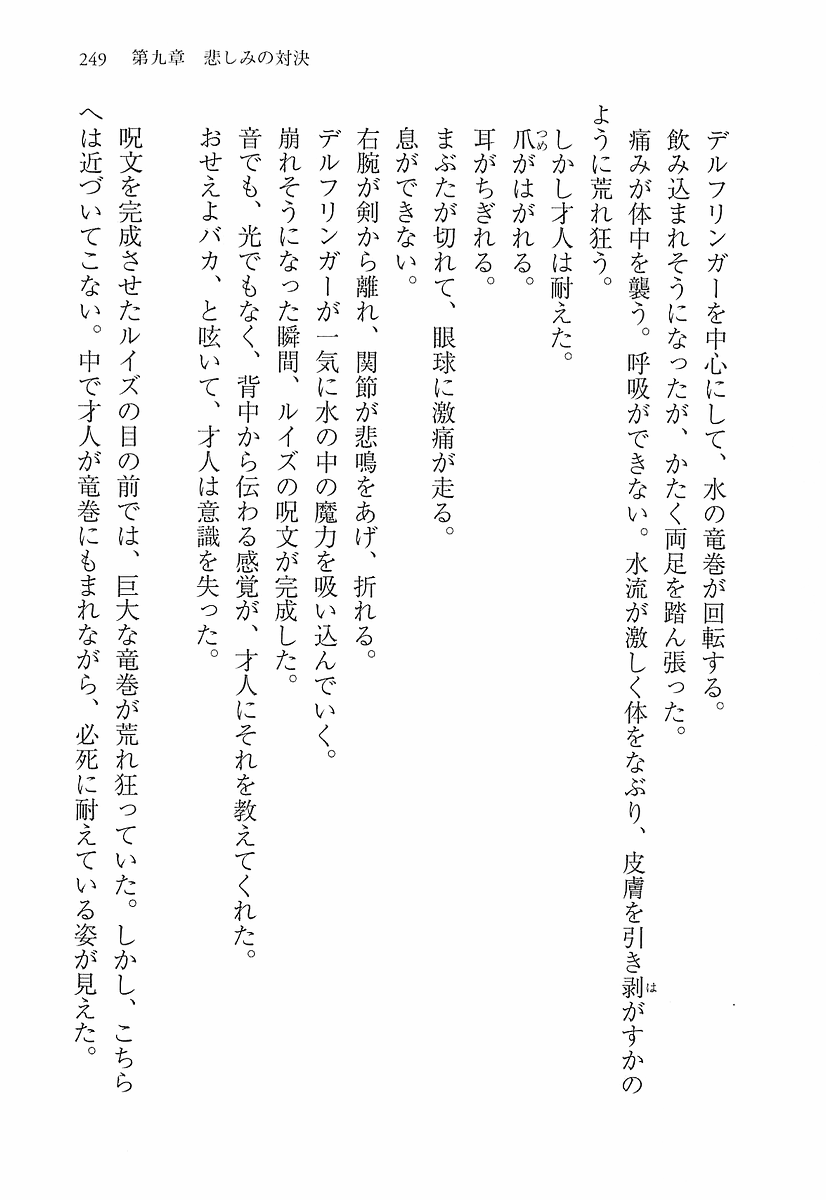 249 第九章 悲しみの対決
デルフリンガーを中心にして、水の竜巻が回転する。
飲み込まれそうになったが、かたく両足を踏ん張った。
痛みが体中を襲う。呼吸ができない。水流が激しく体をなぶり、皮膚を引き剥がすかの
ように荒れ狂う。
しかし才人は耐えた。
爪がはがれる。
耳がちぎれる。
まぶたが切れて、眼球に激痛が走る。
息ができない。
右腕が剣から離れ、関節が悲鳴をあげ、折れる。
デルフリンガーが一気に水の中の魔力を吸い込んでいく。
崩れそうになった瞬間、ルイズの呪文が完成した。
音でも、光でもなく、背中から伝わる感覚が、才人にそれを教えてくれた。
おせえよバカ、と呟いて、才人は意識を失った。
呪文を完成させたルイズの目の前では、巨大な竜巻が荒れ狂っていた。しかし、こちら
へは近づいてこない。中で才人が竜巻にもまれながら、必死に耐えている姿が見えた。